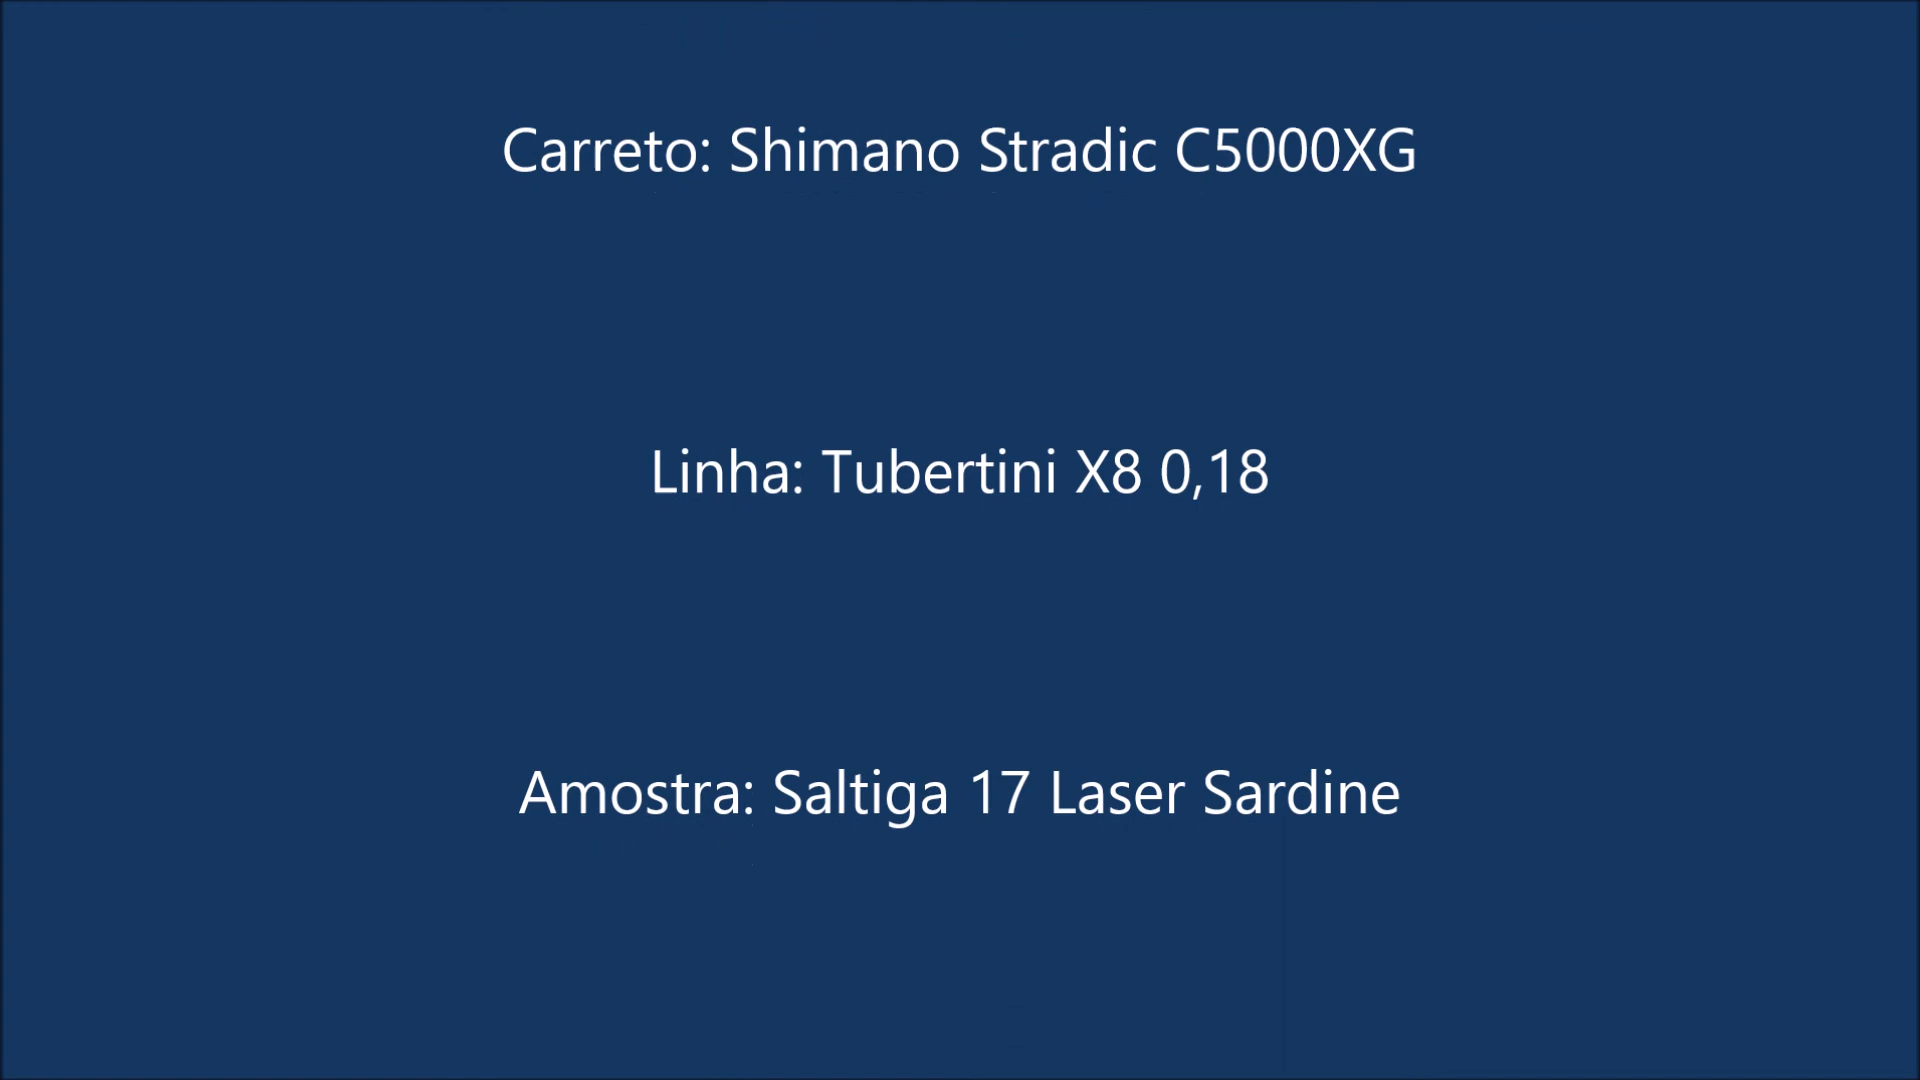 Carreto: Shimano Stradic C5000XG
Linha: Tubertini X8 0,18
Amostra: Saltiga 17 Laser Sardine